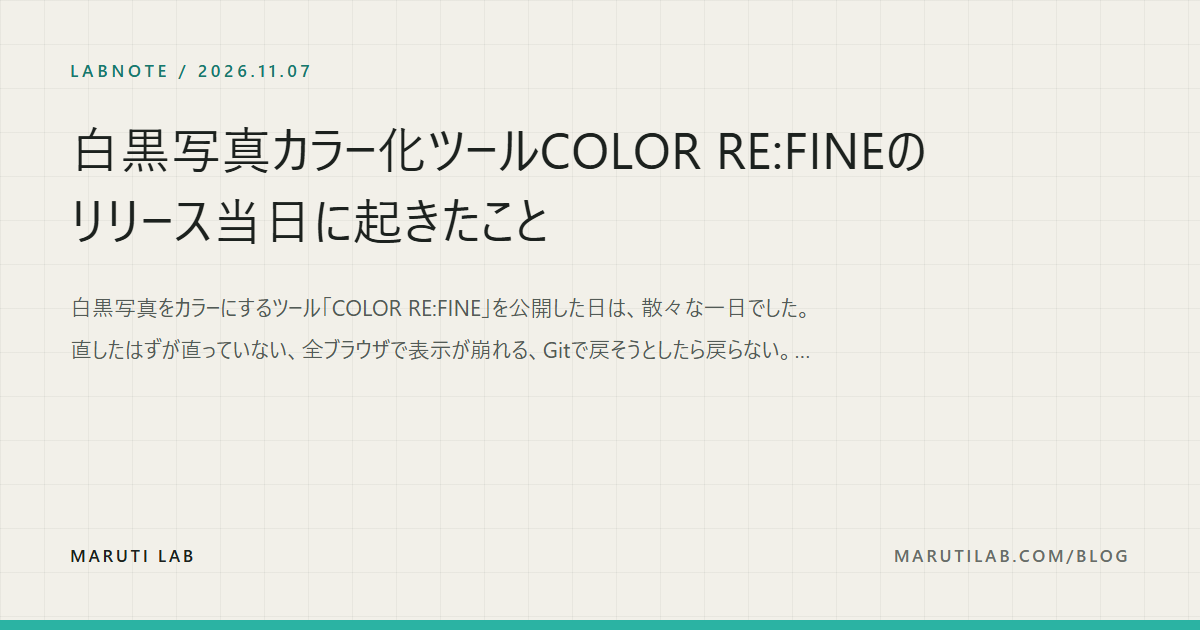 LABNOTE / 2026.11.07
白黒写真カラー化ツールCOLOR RE:FINEの
リリース当日に起きたこと
白黒写真をカラーにするツール「COLOR RE:FINE」を公開した日は、散々な一日でした。
直したはずが直っていない、全ブラウザで表示が崩れる、Gitで戻そうとしたら戻らない。...
MARUTI LAB
MARUTILAB.COM/BLOG